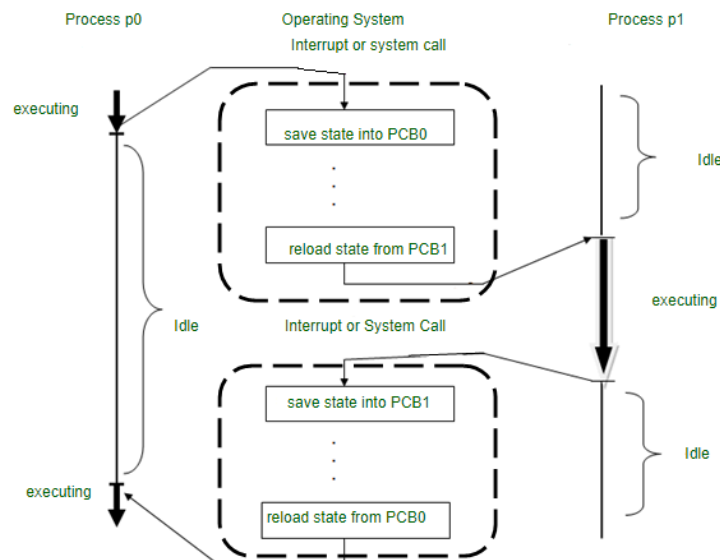 Process p0
Operating System
Process p1
Interrupt or system call
executing
save state into PCB0
Idle
reload state from PCB1
executing
Idle
Interrupt or System Call
save state into PCB1
Idle
executing
reload state from PCB0